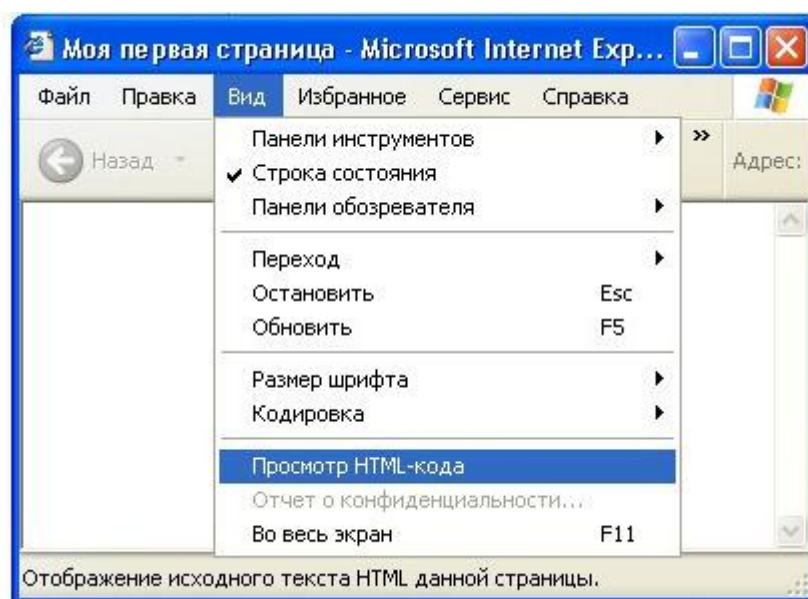 Моя первая страница - Microsoft Internet Exp...
Файл Правка Вид Избранное Сервис Справка
Назад » Адрес:
Панели инструментов
Строка состояния
Панели обозревателя
Переход
Остановить Esc
Обновить F5
Размер шрифта
Кодировка
Просмотр HTML-кода
Отчет о конфиденциальности...
Во весь экран F11
Отображение исходного текста HTML данной страницы.